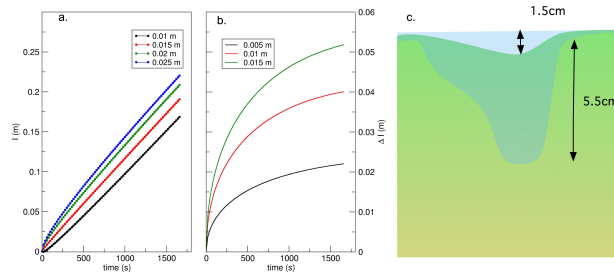 a.
0.01 m
0.015 m
0.02 m
0.025 m
I (m)
0.25
0.2
0.15
0.1
0.05
0
0
500
1000
1500
time (s)
b.
0.005 m
0.01 m
0.015 m
0.06
0.05
0.04
0.03
0.02
0.01
0
Δ I (m)
0
500
1000
1500
time (s)
c.
1.5cm
5.5cm